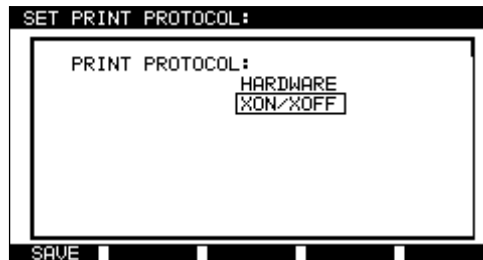 SET PRINT PROTOCOL:
PRINT PROTOCOL:
HARDWARE
XON/XOFF
SAVE